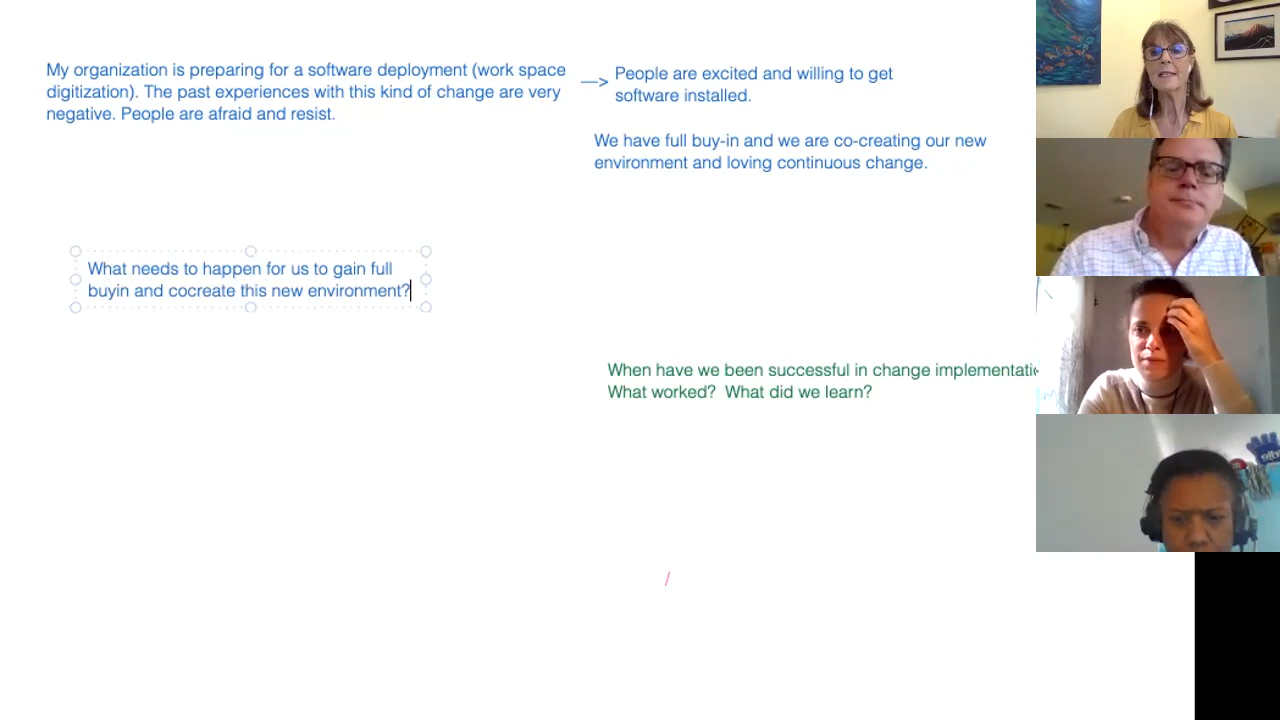 My organization is preparing for a software deployment (work space
digitization). The past experiences with this kind of change are very
negative. People are afraid and resist.
—> People are excited and willing to get
software installed.
We have full buy-in and we are co-creating our new
environment and loving continuous change.
What needs to happen for us to gain full
buyin and cocreate this new environment?
When have we been successful in change
What worked?  What did we learn?
/